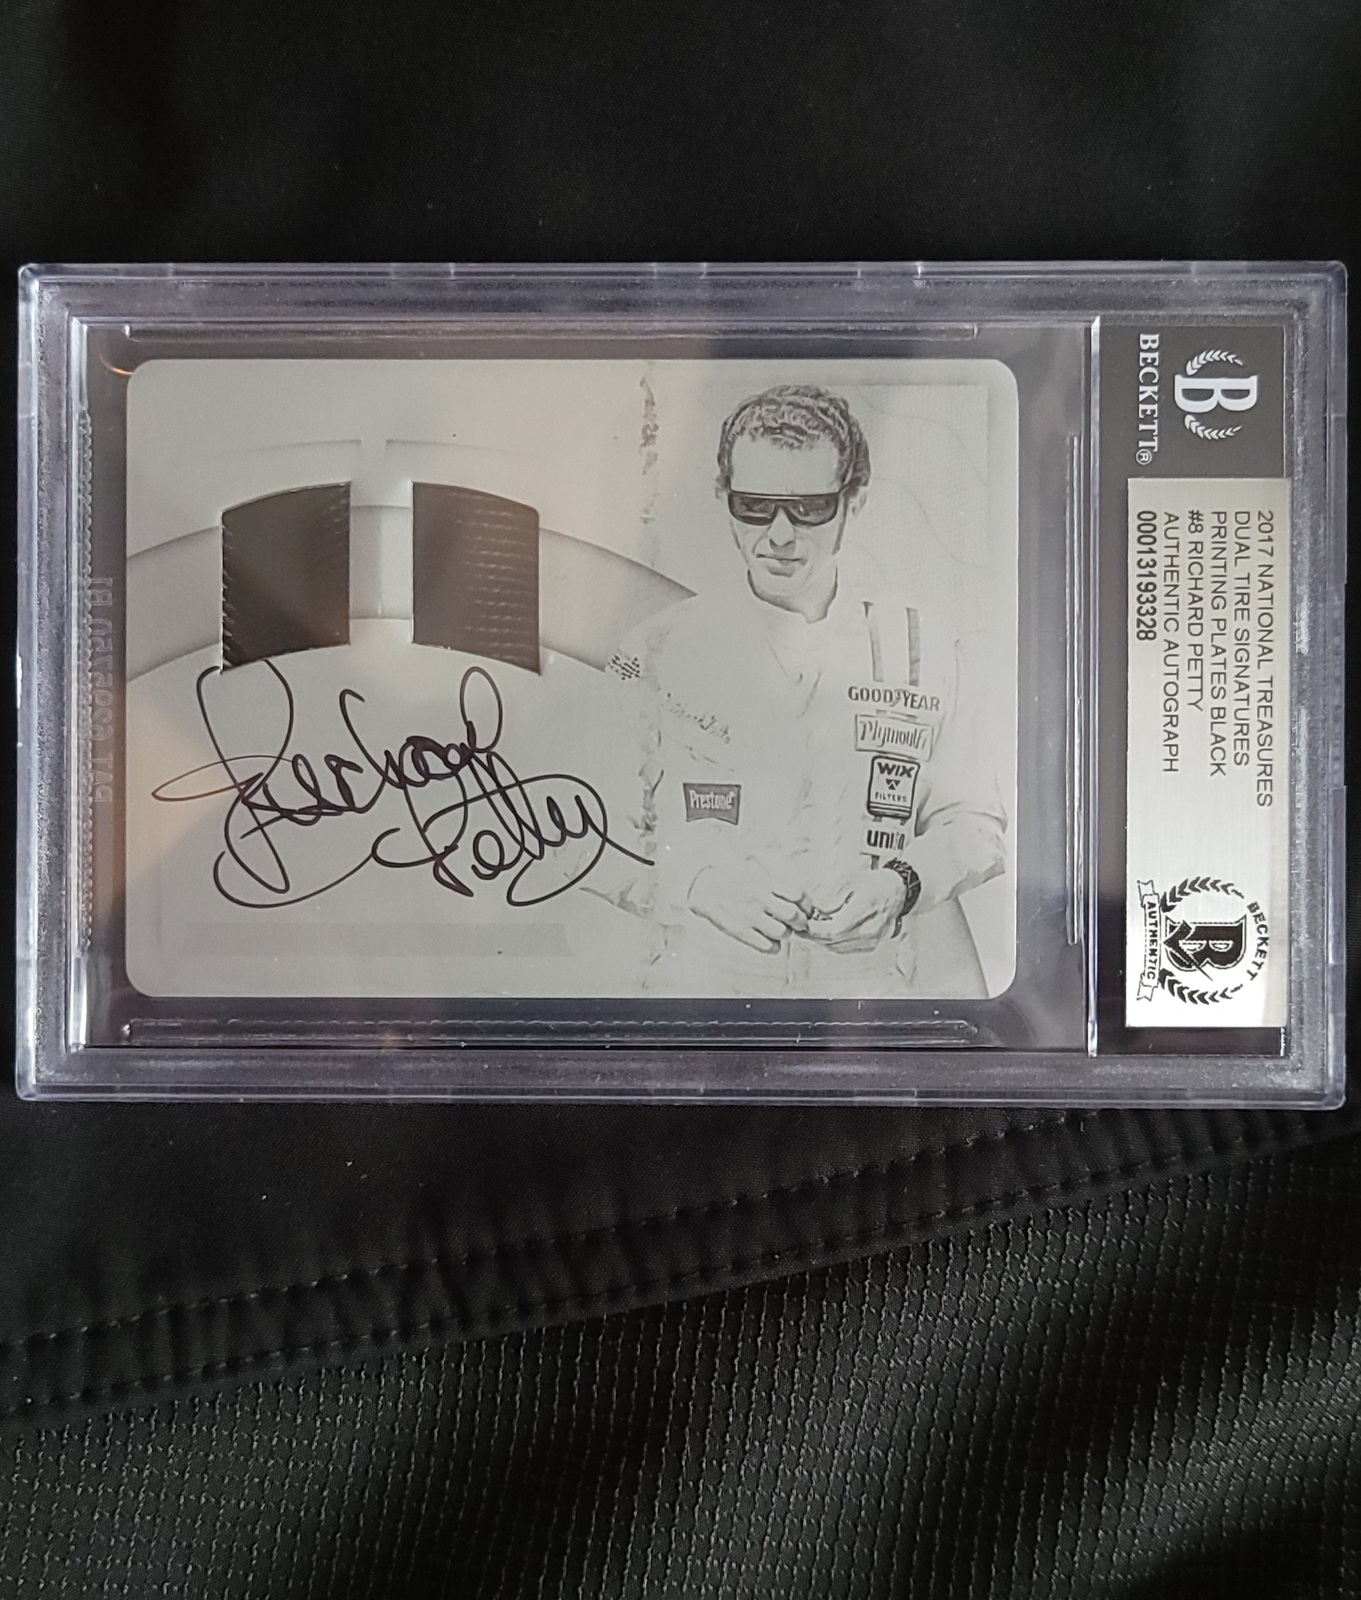 Richard
Petty
GOODYEAR
Plymouth
WIX
FILTERS
Prestone
BECKETT®
2017 NATIONAL TREASURES
DUAL TIRE SIGNATURES
PRINTING PLATES BLACK
#8 RICHARD PETTY
AUTHENTIC AUTOGRAPH
00013193328
BECKETT
AUTHENTIC